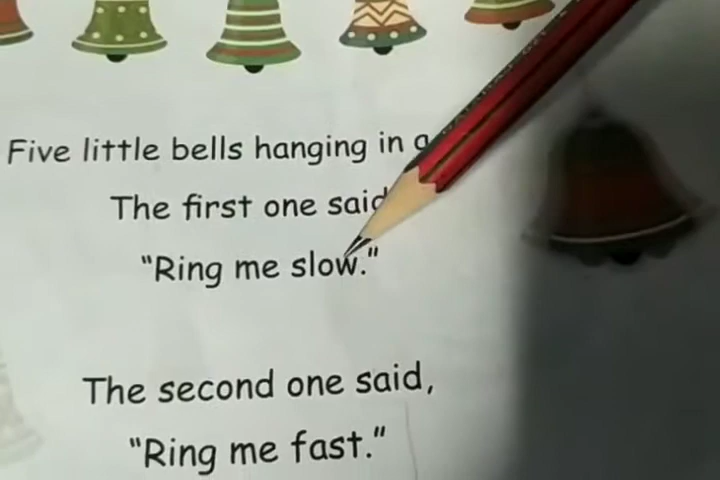 Five little bells hanging in a
The first one said
"Ring me slow."
The second one said,
"Ring me fast."